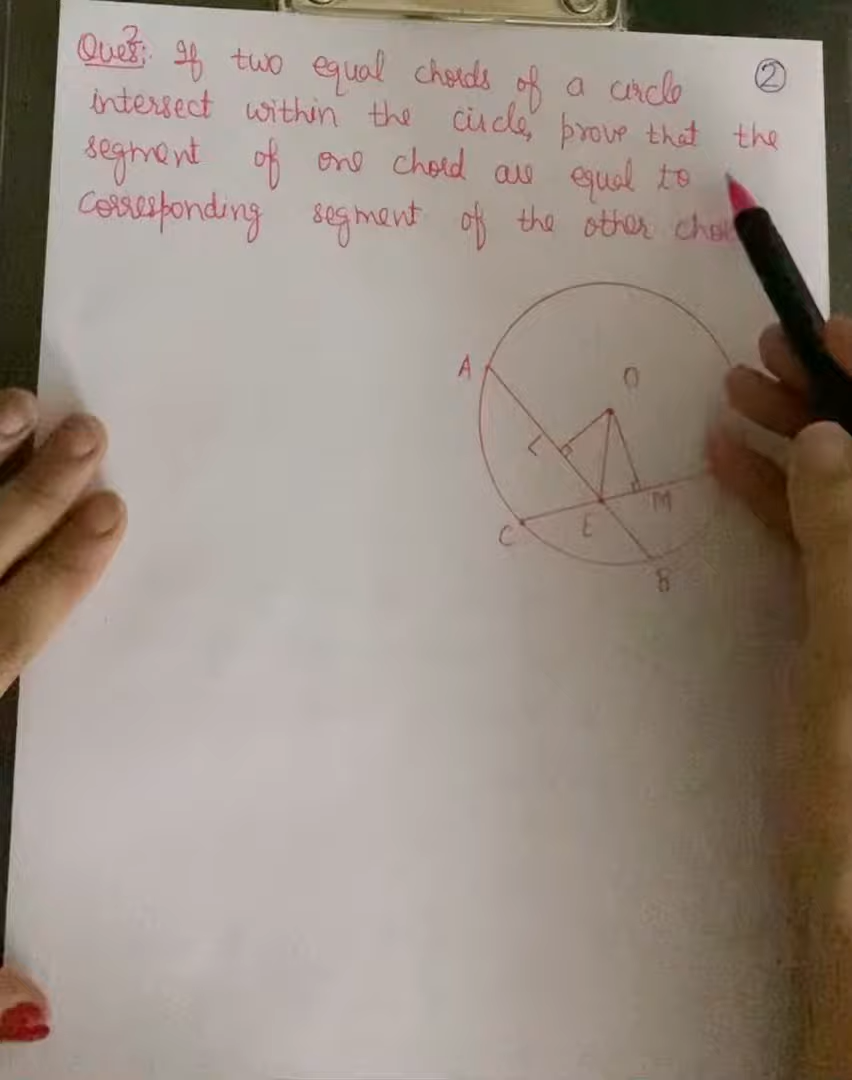 Ques 2: If two equal chords of a circle
②
intersect within the circle, prove that the
segment of one chord are equal to
corresponding segment of the other
A
O
L
M
E
C
B